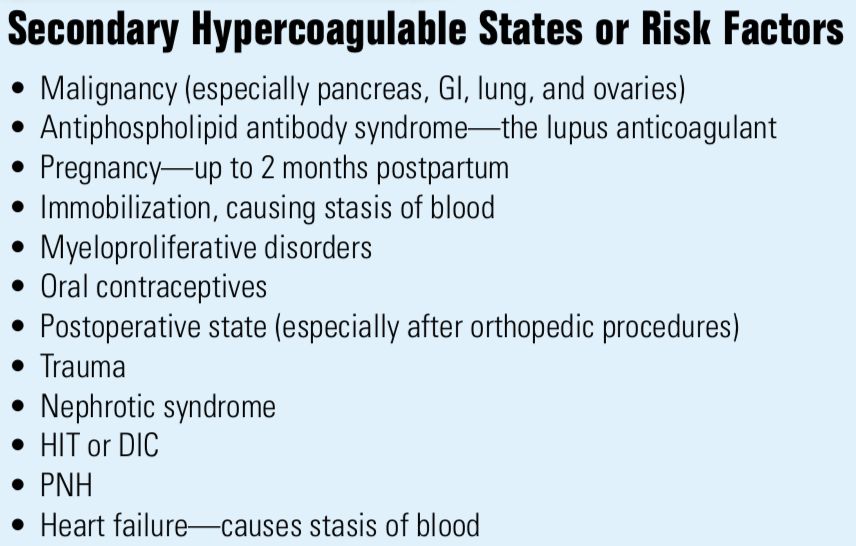 Secondary Hypercoagulable States or Risk Factors
• Malignancy (especially pancreas, GI, lung, and ovaries)
• Antiphospholipid antibody syndrome—the lupus anticoagulant
• Pregnancy—up to 2 months postpartum
• Immobilization, causing stasis of blood
• Myeloproliferative disorders
• Oral contraceptives
• Postoperative state (especially after orthopedic procedures)
• Trauma
• Nephrotic syndrome
• HIT or DIC
• PNH
• Heart failure—causes stasis of blood